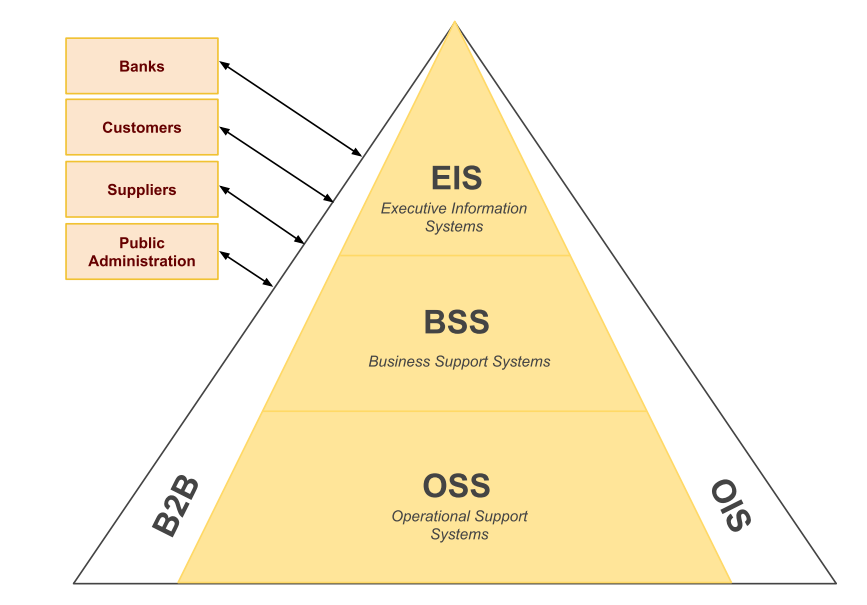 Banks
Customers
Suppliers
Public
Administration
EIS
Executive Information
Systems
BSS
Business Support Systems
OSS
Operational Support
Systems
B2B
OIS